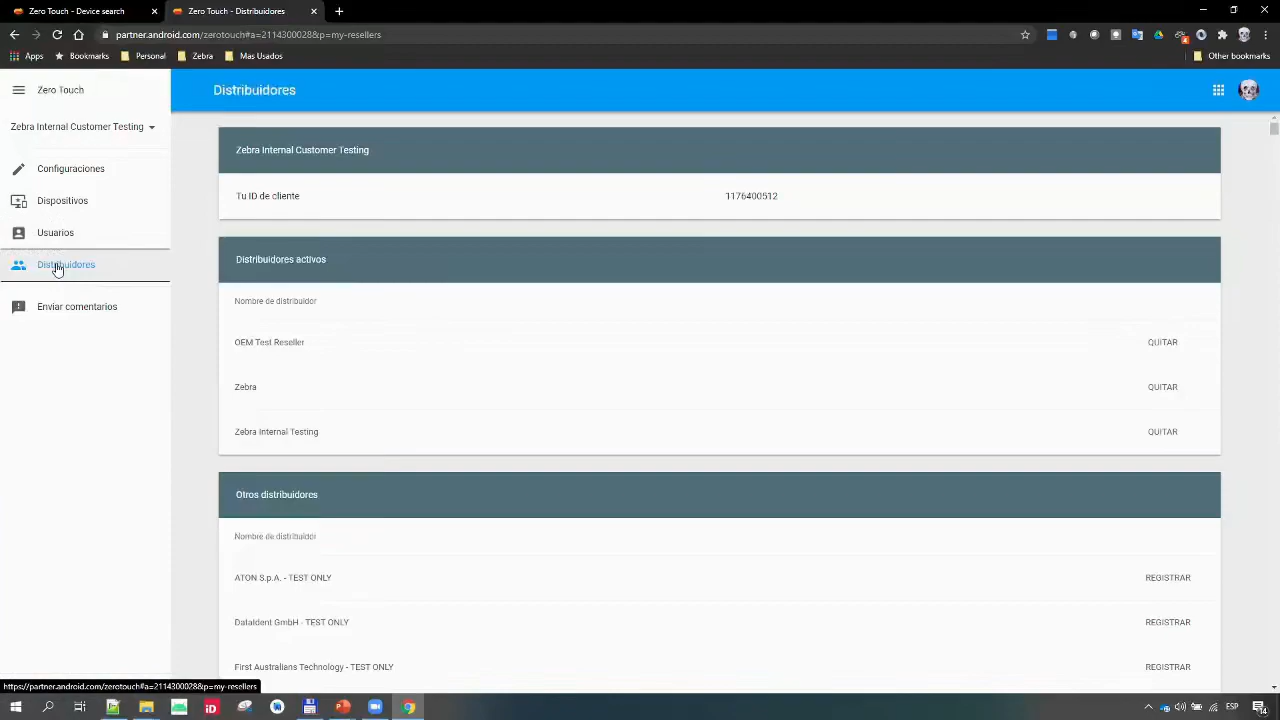 Zero Touch - Device search
Zero Touch - Distribuidores
partner.android.com/zerotouch#a=2114300028&p=my-resellers
Apps
Bookmarks
Personal
Zebra
Mas Usados
Other bookmarks
Zero Touch
Distribuidores
Zebra Internal Customer Testing
Configuraciones
Dispositivos
Usuarios
Distribuidores
Enviar comentarios
Zebra Internal Customer Testing
Tu ID de cliente 1176400512
Distribuidores activos
Nombre de distribuidor
OEM Test Reseller QUITAR
Zebra QUITAR
Zebra Internal Testing QUITAR
Otros distribuidores
Nombre de distribuidor
ATON S.p.A. - TEST ONLY REGISTRAR
DataIdent GmbH - TEST ONLY REGISTRAR
First Australians Technology - TEST ONLY REGISTRAR
https://partner.android.com/zerotouch#a=2114300028&p=my-resellers
iD
ESP